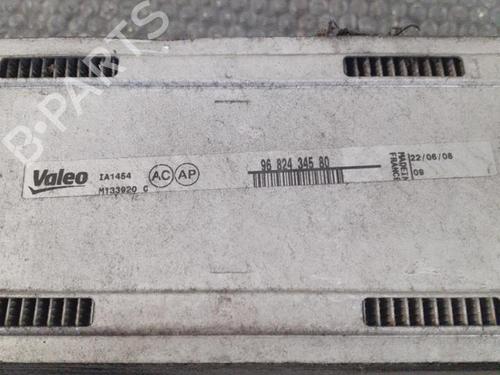 B-PARTS
Valeo
IA1454
M133920 C
AC AP
96 824 345 80
MADE IN
FRANCE
22/06/08
09